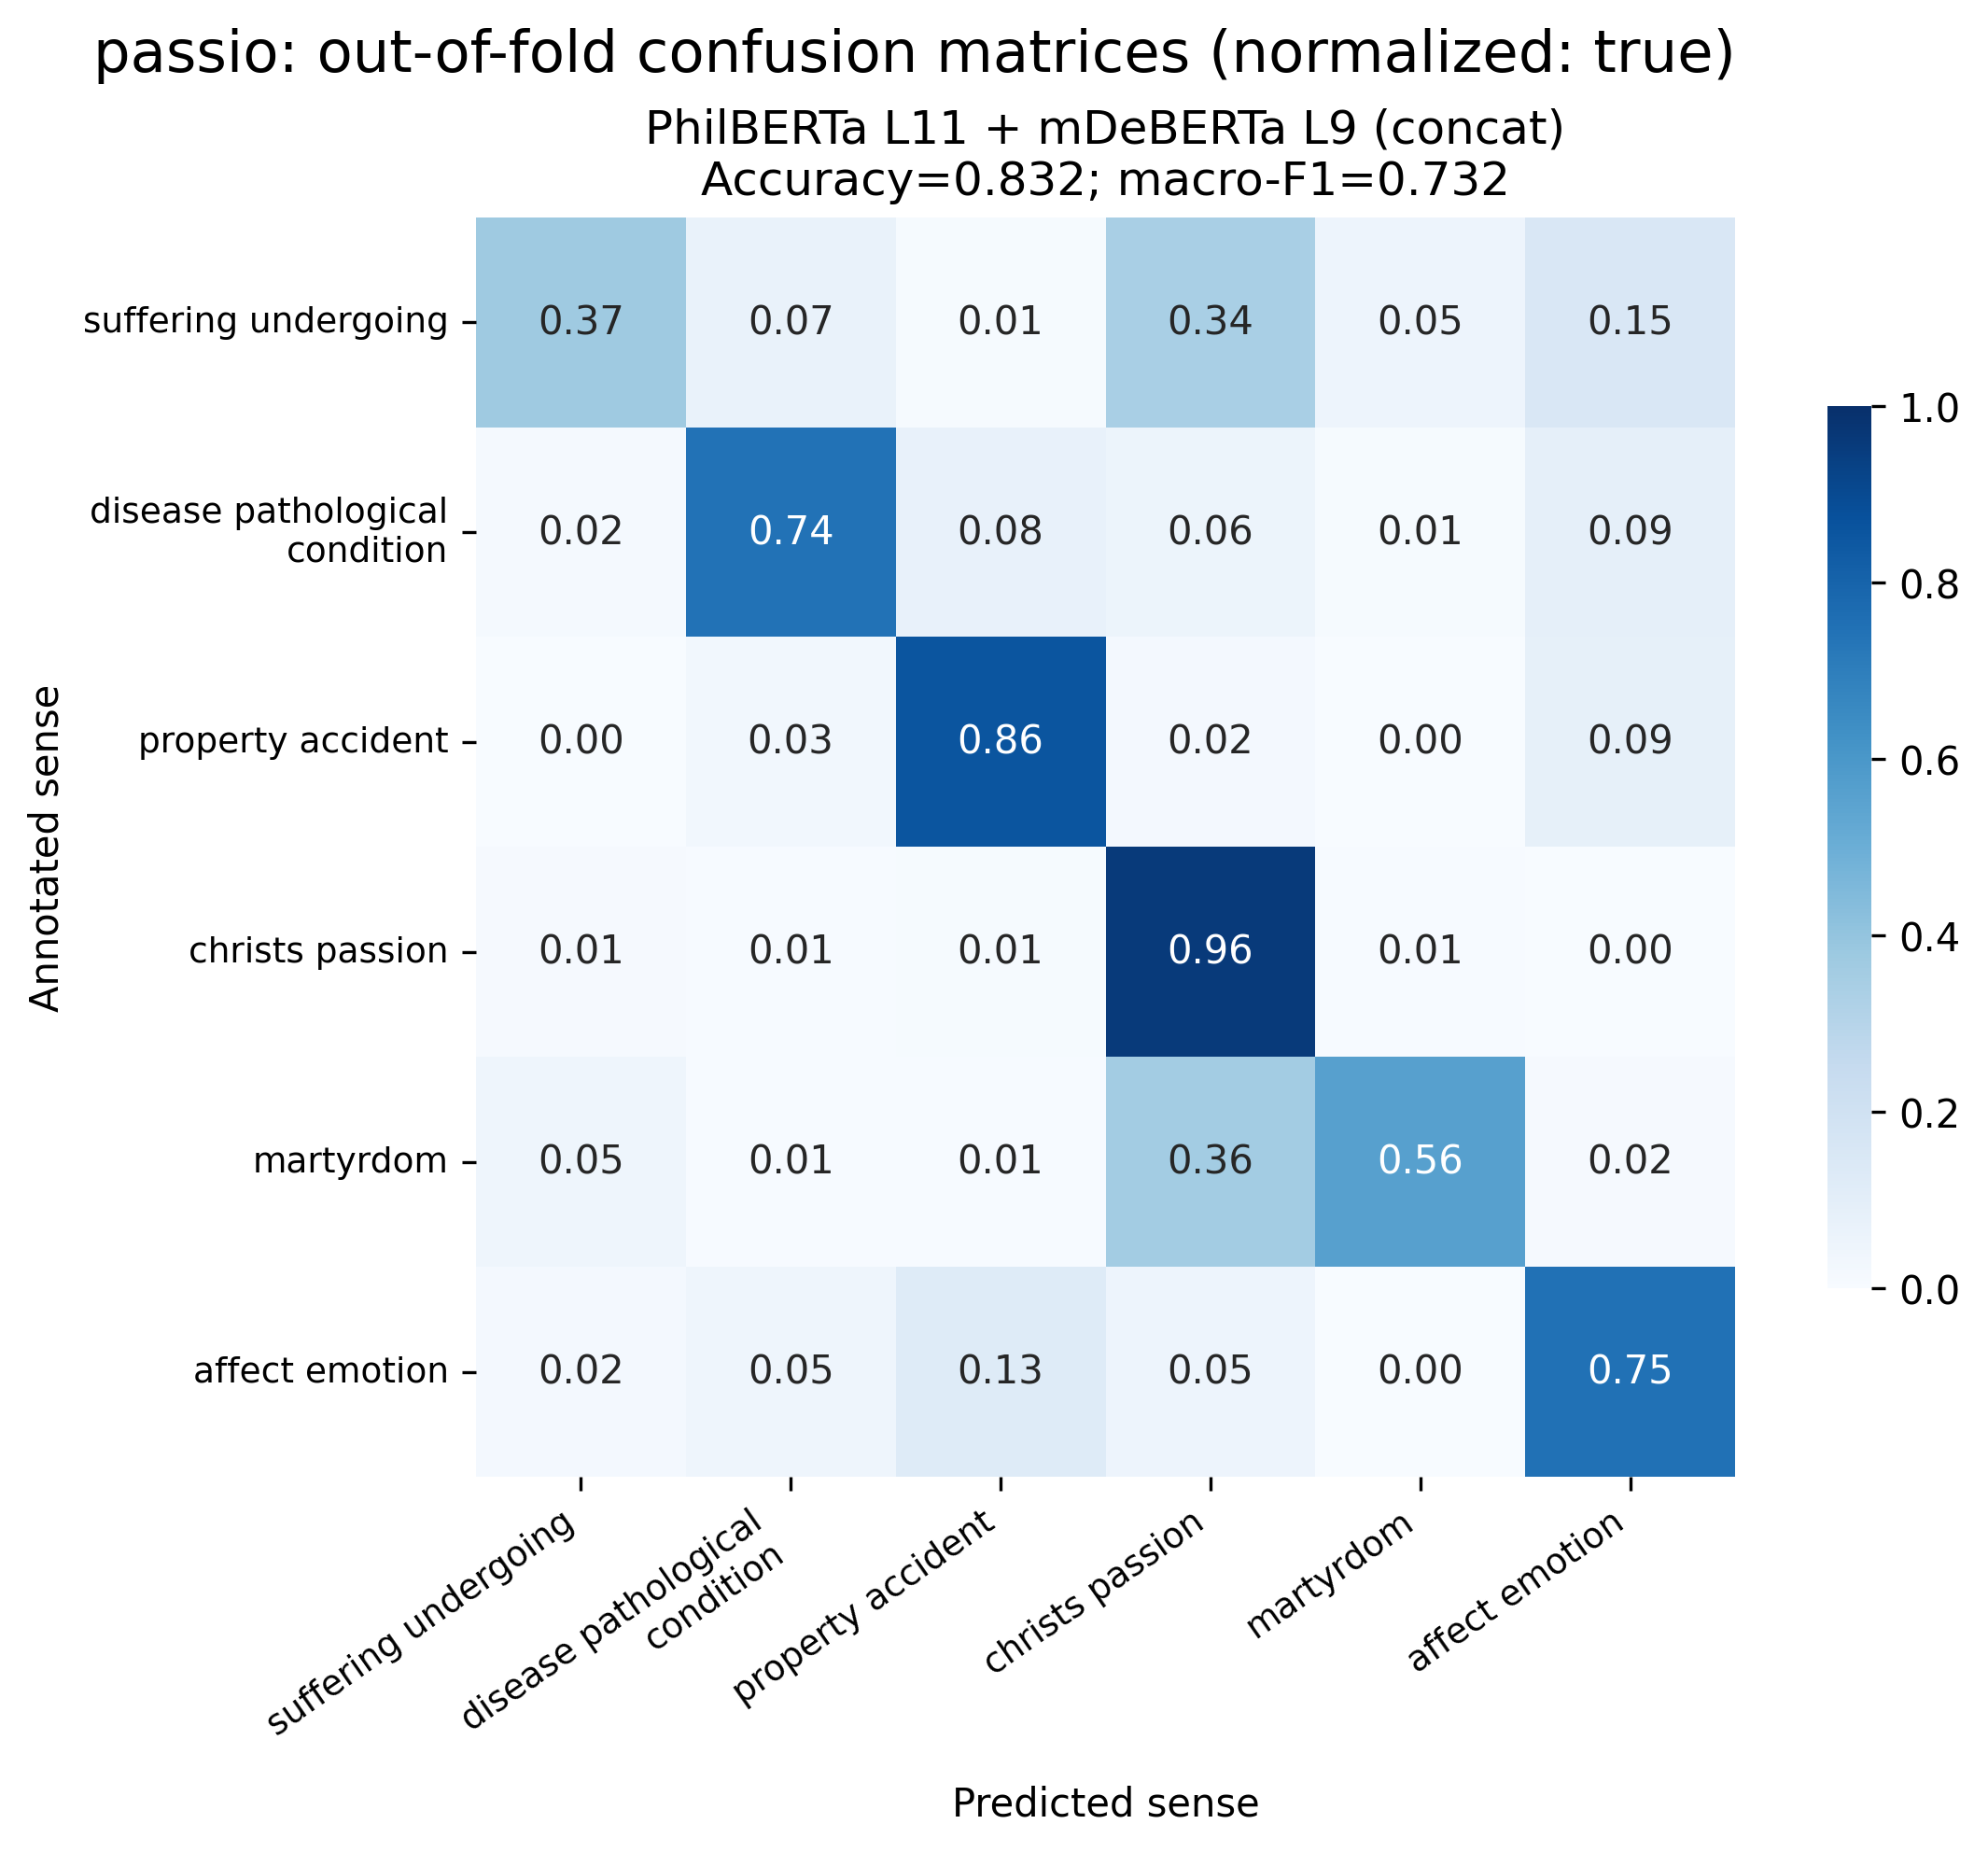 passio: out-of-fold confusion matrices (normalized: true)
PhilBERTa L11 + mDeBERTa L9 (concat)
Accuracy=0.832; macro-F1=0.732
suffering undergoing
0.37 0.07 0.01 0.34 0.05 0.15
disease pathological
condition
0.02 0.74 0.08 0.06 0.01 0.09
property accident
0.00 0.03 0.86 0.02 0.00 0.09
christs passion
0.01 0.01 0.01 0.96 0.01 0.00
martyrdom
0.05 0.01 0.01 0.36 0.56 0.02
affect emotion
0.02 0.05 0.13 0.05 0.00 0.75
Annotated sense
suffering undergoing
disease pathological
condition
property accident
christs passion
martyrdom
affect emotion
Predicted sense
1.0
0.8
0.6
0.4
0.2
0.0